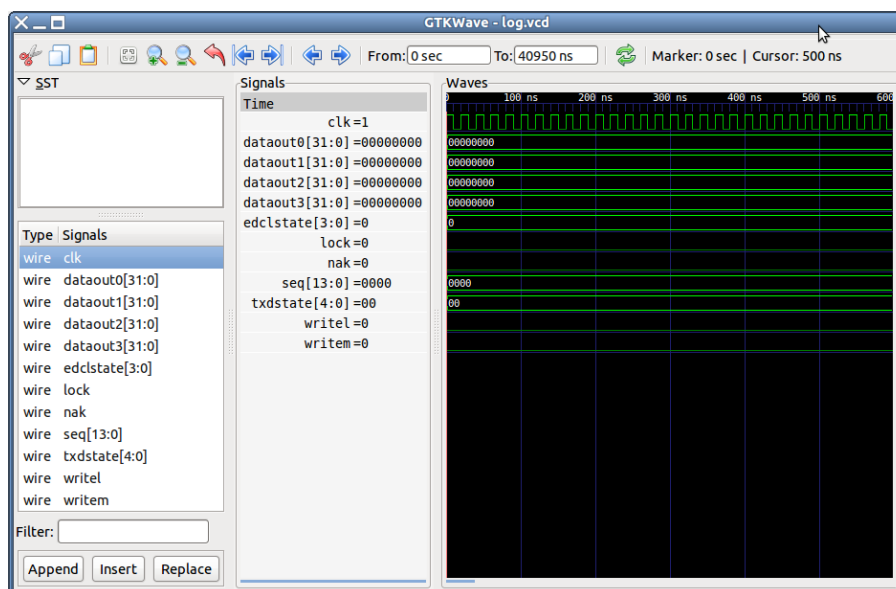 GTKWave - log.vcd
From: 0 sec To: 40950 ns Marker: 0 sec | Cursor: 500 ns
SST
Type Signals
wire clk
wire dataout0[31:0]
wire dataout1[31:0]
wire dataout2[31:0]
wire dataout3[31:0]
wire edclstate[3:0]
wire lock
wire nak
wire seq[13:0]
wire txdstate[4:0]
wire writel
wire writem
Filter:
Append Insert Replace
Signals
Time
clk=1
dataout0[31:0]=00000000
dataout1[31:0]=00000000
dataout2[31:0]=00000000
dataout3[31:0]=00000000
edclstate[3:0]=0
lock=0
nak=0
seq[13:0]=0000
txdstate[4:0]=00
writel=0
writem=0
Waves
0 100 ns 200 ns 300 ns 400 ns 500 ns 600
00000000
00000000
00000000
00000000
0
0000
00